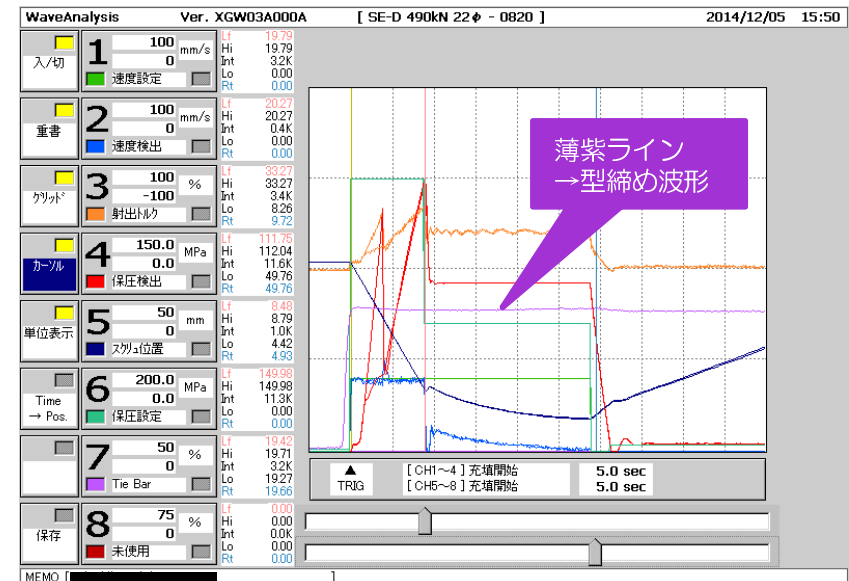 WaveAnalysis Ver. XGW03A000A [ SE-D 490kN 22φ - 0820 ] 2014/12/05 15:50
入/切
1 100 mm/s
0
速度設定
Lf 19.79
Hi 19.79
Int 3.2K
Lo 0.00
Rt 0.00
重書
2 100 mm/s
0
速度検出
Lf 20.27
Hi 20.27
Int 0.4K
Lo 0.00
Rt 0.00
グリッド
3 100 %
-100
射出トルク
Lf 33.27
Hi 33.27
Int 3.4K
Lo 8.26
Rt 9.72
カーソル
4 150.0 MPa
0.0
保圧検出
Lf 111.75
Hi 112.04
Int 11.6K
Lo 49.76
Rt 49.76
単位表示
5 50 mm
0
スクリュ位置
Lf 8.48
Hi 8.79
Int 1.0K
Lo 4.42
Rt 4.93
Time
→ Pos.
6 200.0 MPa
0.0
保圧設定
Lf 149.98
Hi 149.98
Int 11.3K
Lo 0.00
Rt 0.00
7 50 %
0
Tie Bar
Lf 19.42
Hi 19.71
Int 3.2K
Lo 19.27
Rt 19.66
保存
8 75 %
0
未使用
Lf 0.00
Hi 0.00
Int 0.0K
Lo 0.00
Rt 0.00
薄紫ライン
→型締め波形
▲ [ CH1～4 ] 充填開始 5.0 sec
TRIG [ CH5～8 ] 充填開始 5.0 sec
MEMO [ ]